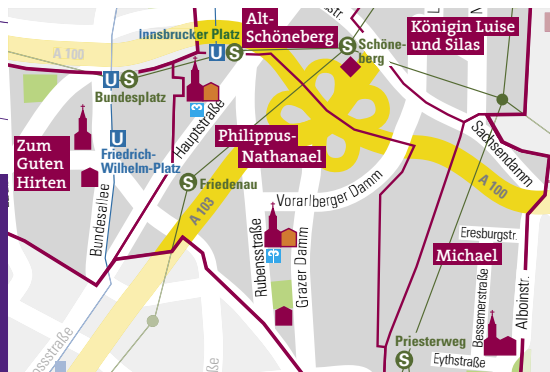 Alt-
Schöneberg
Königin Luise
und Silas
Innsbrucker Platz
U
S
S
Schöne-
berg
A 100
U
S
Bundesplatz
Hauptstraße
Sachsendamm
Zum
Guten
Hirten
U
Friedrich-
Wilhelm-Platz
Philippus-
Nathanael
S
Friedenau
A 100
Vorarlberger Damm
A 103
Bundesallee
Rubensstraße
Grazer Damm
Eresburgstr.
Michael
Bessemerstraße
Alboinstr.
Priesterweg
S
Eythstraße